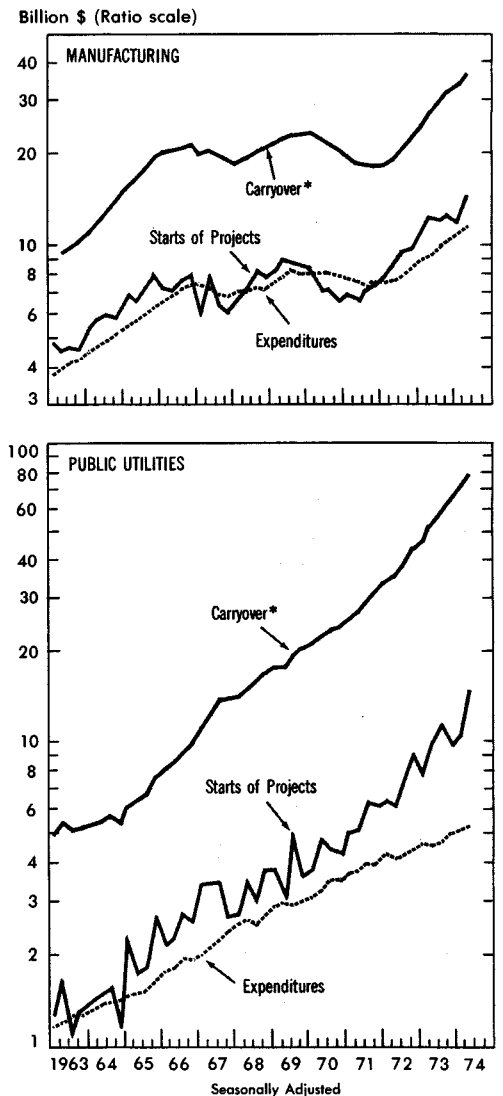 Billion $ (Ratio scale)
MANUFACTURING
40
30
20
10
8
6
4
3
Carryover*
Starts of Projects
Expenditures
PUBLIC UTILITIES
100
80
60
40
30
20
10
8
6
4
3
2
1
Carryover*
Starts of Projects
Expenditures
1963 64 65 66 67 68 69 70 71 72 73 74
Seasonally Adjusted